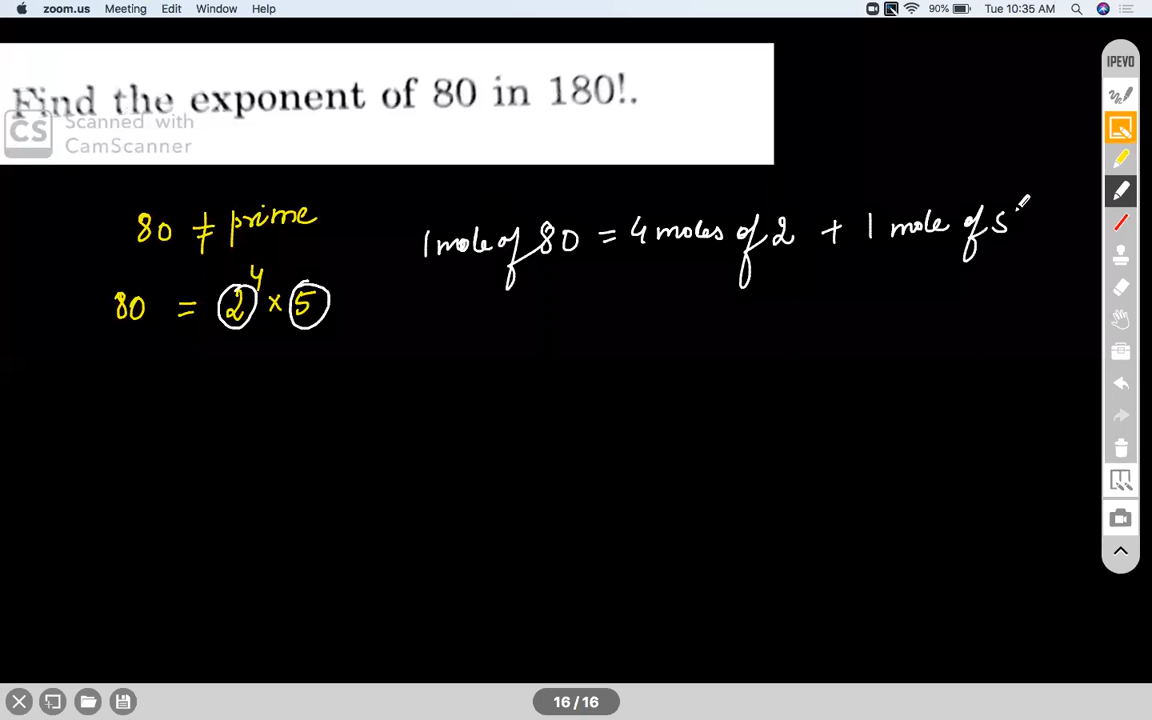 zoom.us Meeting Edit Window Help 90% Tue 10:35 AM
IPEVO
Find the exponent of 80 in 180!.
CS Scanned with
CamScanner
80 ≠ prime
1 mole of 80 = 4 moles of 2 + 1 mole of 5
80 = 2^4 × 5
16 / 16